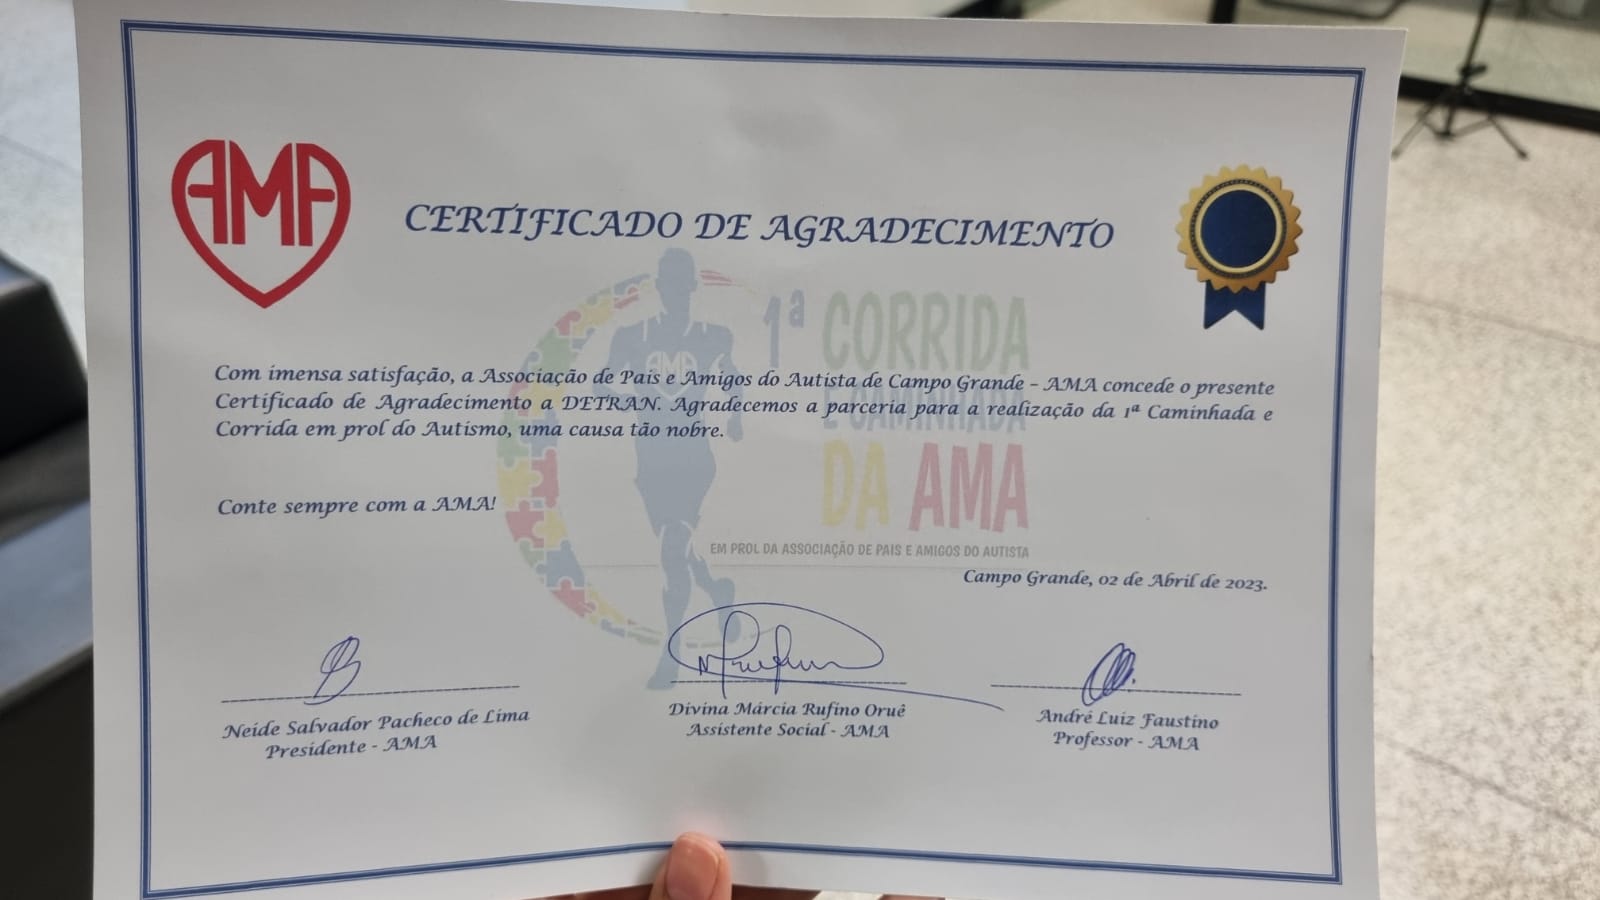 AMA
CERTIFICADO DE AGRADECIMENTO
1ª CORRIDA
E CAMINHADA
DA AMA
EM PROL DA ASSOCIAÇÃO DE PAIS E AMIGOS DO AUTISTA
AMA
Com imensa satisfação, a Associação de Pais e Amigos do Autista de Campo Grande – AMA concede o presente
Certificado de Agradecimento a DETRAN. Agradecemos a parceria para a realização da 1ª Caminhada e
Corrida em prol do Autismo, uma causa tão nobre.
Conte sempre com a AMA!
Campo Grande, 02 de Abril de 2023.
Neide Salvador Pacheco de Lima
Presidente - AMA
Divina Márcia Rufino Oruê
Assistente Social - AMA
André Luiz Faustino
Professor - AMA